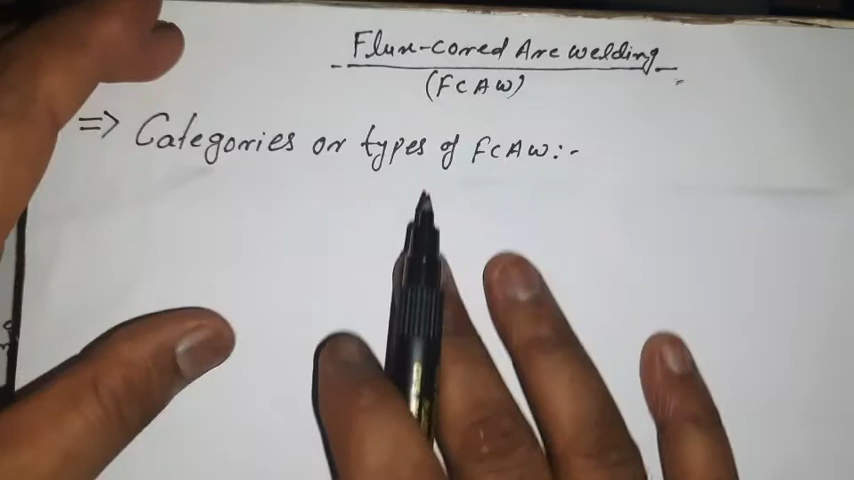 Flux-cored Arc welding
(FCAW)
=> Categories or types of FCAW:-